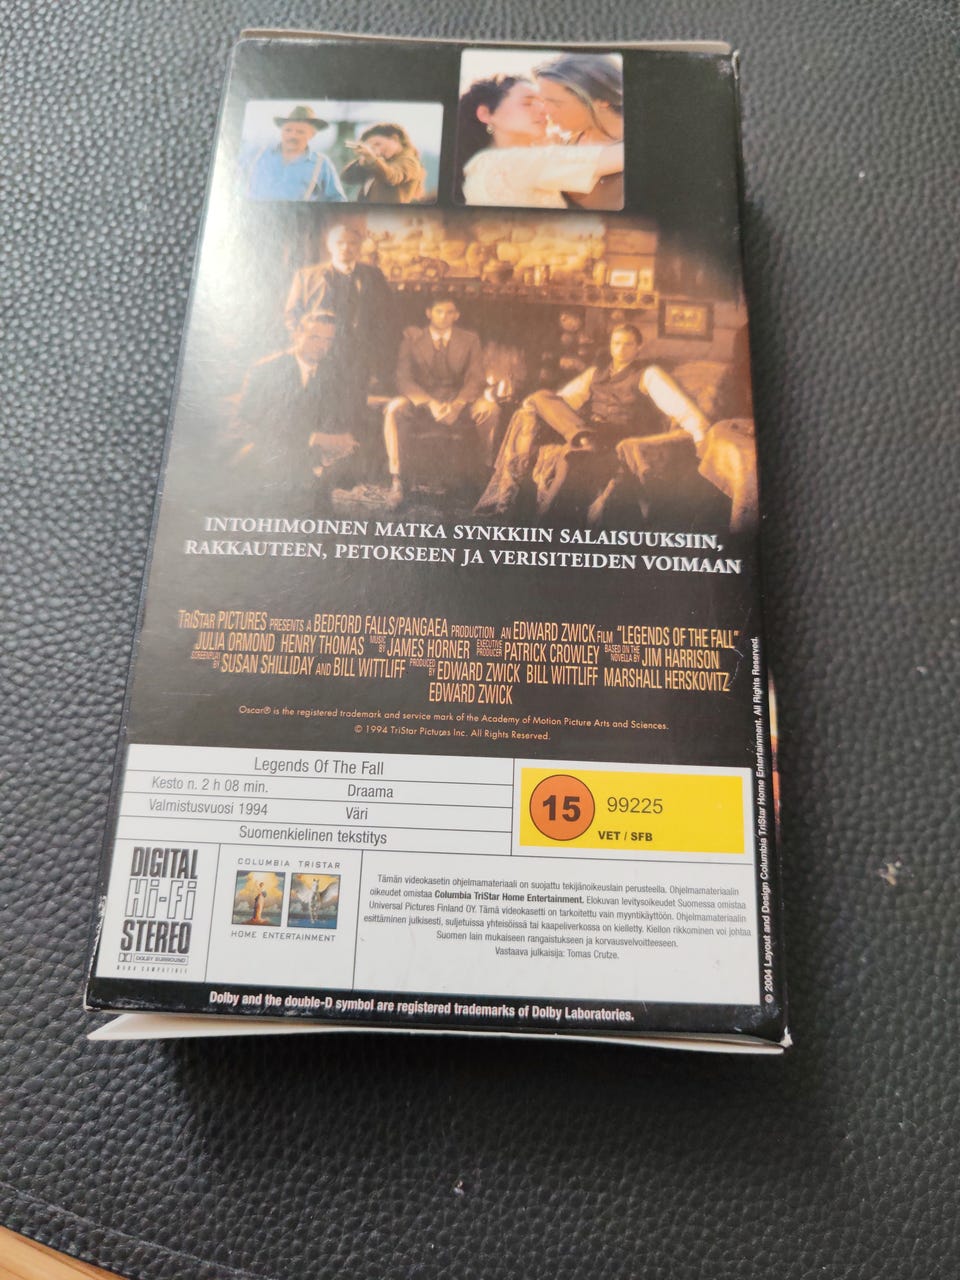 INTOHIMOINEN MATKA SYNKKIIN SALAISUUKSIIN,
RAKKAUTEEN, PETOKSEEN JA VERISITEIDEN VOIMAAN
TRISTAR PICTURES PRESENTS A BEDFORD FALLS/PANGAEA PRODUCTION AN EDWARD ZWICK FILM "LEGENDS OF THE FALL"
JULIA ORMOND HENRY THOMAS MUSIC BY JAMES HORNER EXECUTIVE PRODUCER PATRICK CROWLEY BASED ON THE NOVELLA BY JIM HARRISON
SCREENPLAY BY SUSAN SHILLIDAY AND BILL WITTLIFF PRODUCED BY EDWARD ZWICK BILL WITTLIFF MARSHALL HERSKOVITZ
EDWARD ZWICK
Oscar® is the registered trademark and service mark of the Academy of Motion Picture Arts and Sciences.
© 1994 TriStar Pictures Inc. All Rights Reserved.
Legends Of The Fall
Kesto n. 2 h 08 min. Draama
Valmistusvuosi 1994 Väri
Suomenkielinen tekstitys
15 99225
VET / SFB
DIGITAL
Hi-Fi
STEREO
DOLBY SURROUND
COLUMBIA TRISTAR
HOME ENTERTAINMENT
Tämän videokasetin ohjelmamateriaali on suojattu tekijänoikeuslain perusteella. Ohjelmamateriaalin
oikeudet omistaa Columbia TriStar Home Entertainment. Elokuvan levitysoikeudet Suomessa omistaa
Universal Pictures Finland OY. Tämä videokasetti on tarkoitettu vain myyntikäyttöön. Ohjelmamateriaalin
esittäminen julkisesti, suljetuissa yhteisöissä tai kaapeliverkossa on kielletty. Kiellon rikkominen voi johtaa
Suomen lain mukaiseen rangaistukseen ja korvausvelvoitteeseen.
Vastaava julkaisija: Tomas Crutze.
Dolby and the double-D symbol are registered trademarks of Dolby Laboratories.
© 2004 Layout and Design Columbia TriStar Home Entertainment. All Rights Reserved.